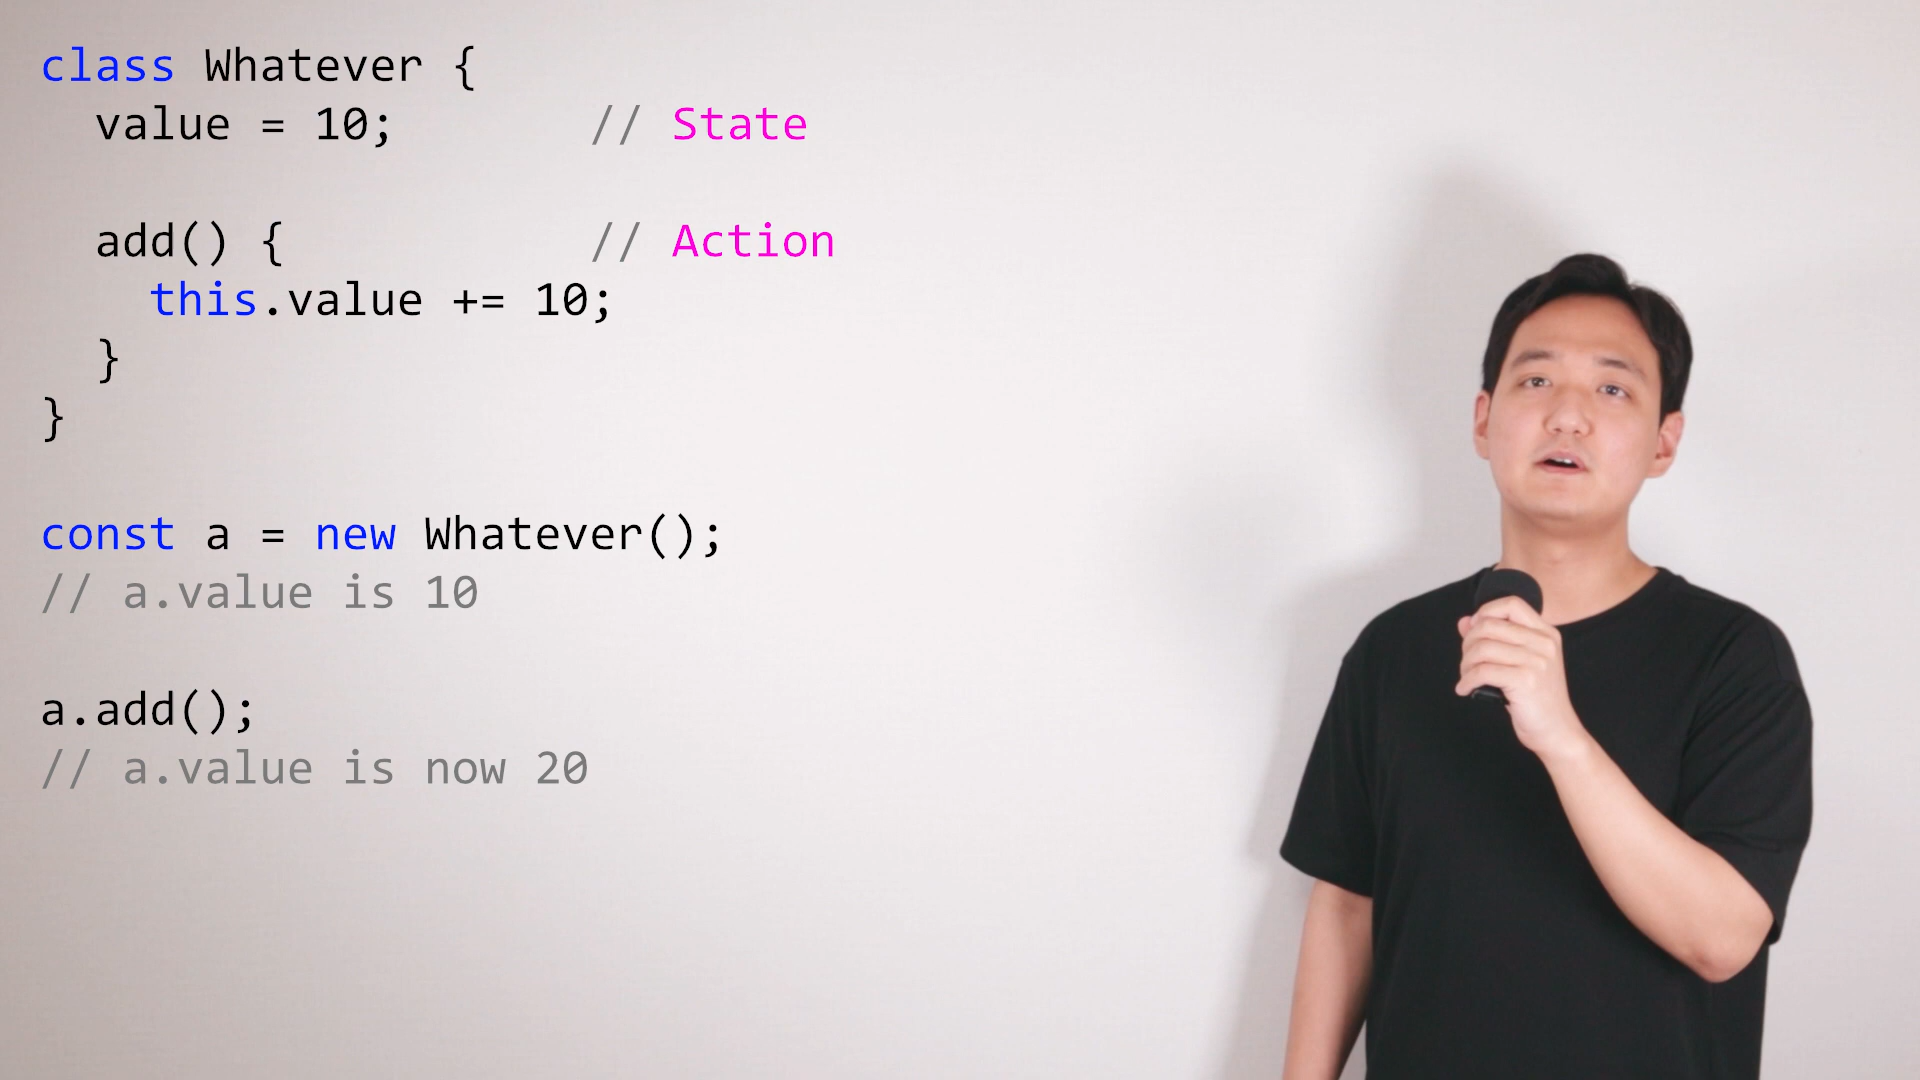 class Whatever {
  value = 10;       // State
  add() {           // Action
    this.value += 10;
  }
}
const a = new Whatever();
// a.value is 10
a.add();
// a.value is now 20